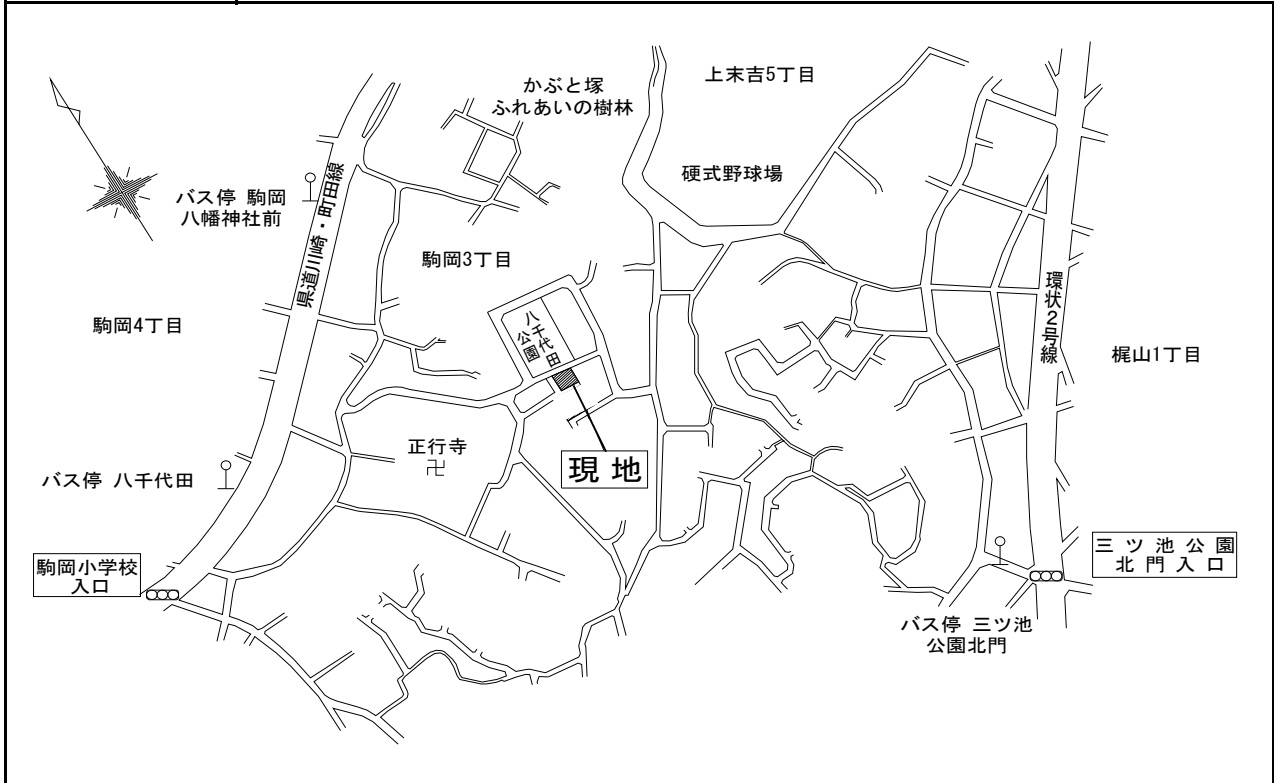 上末吉5丁目
かぶと塚
ふれあいの樹林
硬式野球場
バス停 駒岡
八幡神社前
県道川崎・町田線
駒岡3丁目
駒岡4丁目
八千代田
公園
環状2号線
梶山1丁目
正行寺
卍
現地
バス停 八千代田
駒岡小学校
入口
三ツ池公園
北門入口
バス停 三ツ池
公園北門